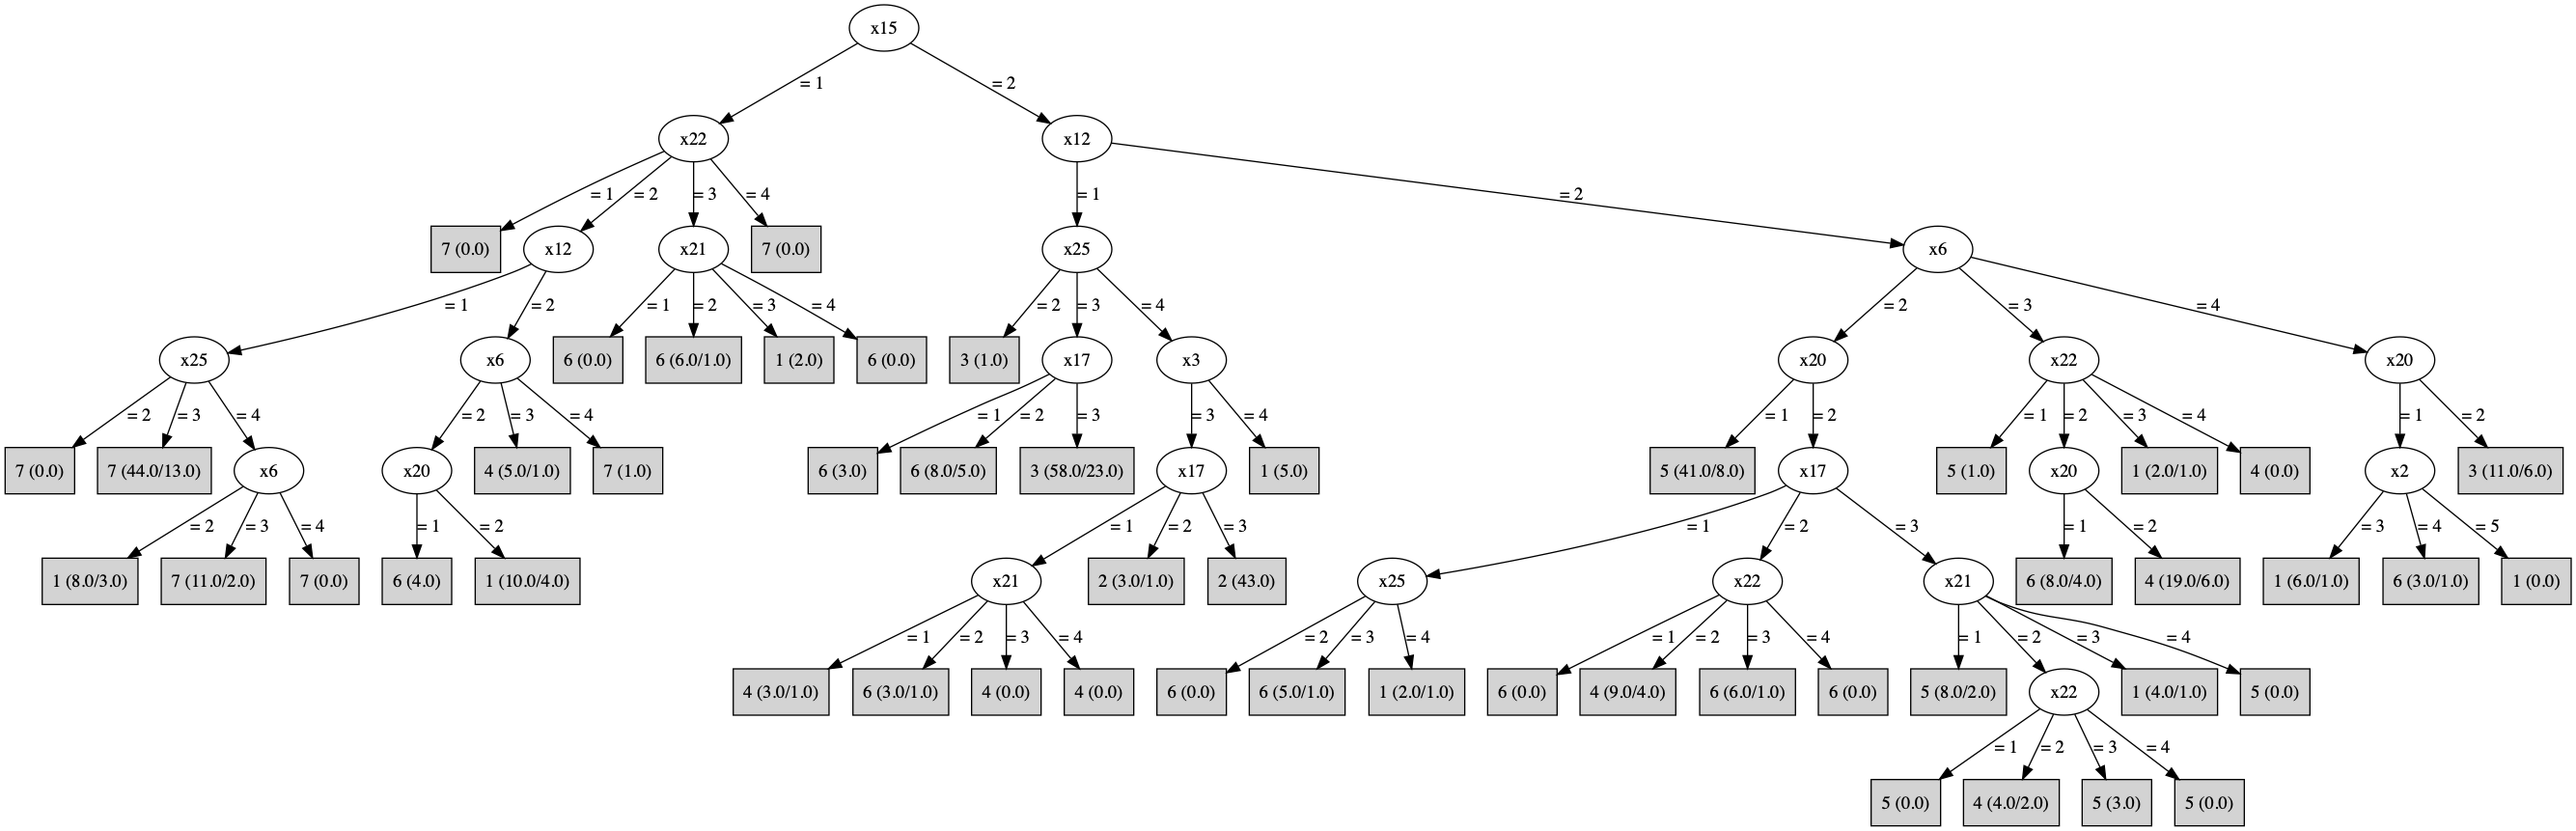 x15
= 1 = 2
x22 x12
= 1 = 2 = 3 = 4 = 1 = 2
7 (0.0) x12 x21 7 (0.0) x25 x6
= 1 = 2 = 1 = 2 = 3 = 4 = 2 = 3 = 4 = 2 = 3 = 4
x25 x6 6 (0.0) 6 (6.0/1.0) 1 (2.0) 6 (0.0) 3 (1.0) x17 x3 x20 x22 x20
= 2 = 3 = 4 = 2 = 3 = 4 = 1 = 2 = 3 = 3 = 4 = 1 = 2 = 1 = 2 = 3 = 4 = 1 = 2
7 (0.0) 7 (44.0/13.0) x6 x20 4 (5.0/1.0) 7 (1.0) 6 (3.0) 6 (8.0/5.0) 3 (58.0/23.0) x17 1 (5.0) 5 (41.0/8.0) x17 5 (1.0) x20 1 (2.0/1.0) 4 (0.0) x2 3 (11.0/6.0)
= 2 = 3 = 4 = 1 = 2 = 1 = 2 = 3 = 1 = 2 = 3 = 1 = 2 = 3 = 4 = 5
1 (8.0/3.0) 7 (11.0/2.0) 7 (0.0) 6 (4.0) 1 (10.0/4.0) x21 2 (3.0/1.0) 2 (43.0) x25 x22 x21 6 (8.0/4.0) 4 (19.0/6.0) 1 (6.0/1.0) 6 (3.0/1.0) 1 (0.0)
= 1 = 2 = 3 = 4 = 2 = 3 = 4 = 1 = 2 = 3 = 4 = 1 = 2 = 3 = 4
4 (3.0/1.0) 6 (3.0/1.0) 4 (0.0) 4 (0.0) 6 (0.0) 6 (5.0/1.0) 1 (2.0/1.0) 6 (0.0) 4 (9.0/4.0) 6 (6.0/1.0) 6 (0.0) 5 (8.0/2.0) x22 1 (4.0/1.0) 5 (0.0)
= 1 = 2 = 3 = 4
5 (0.0) 4 (4.0/2.0) 5 (3.0) 5 (0.0)